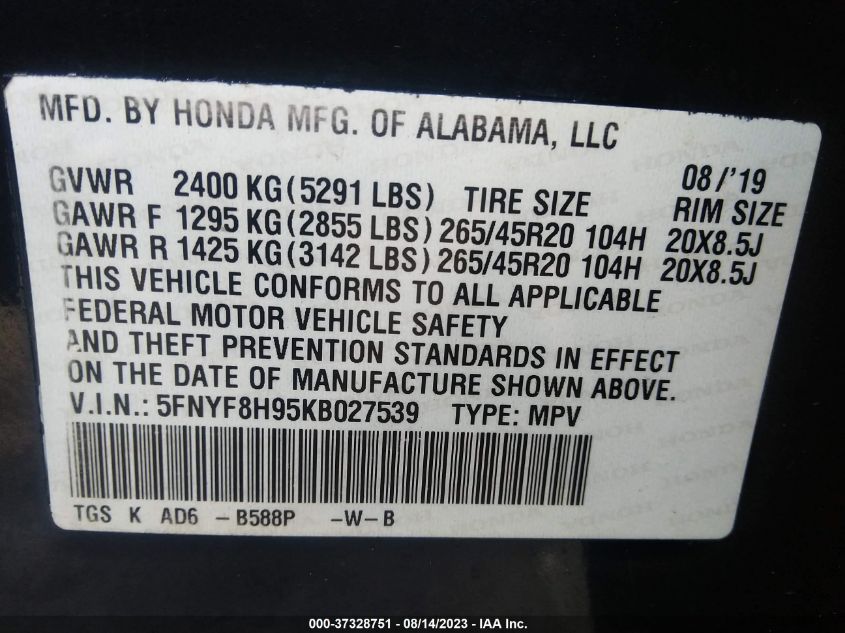 MFD. BY HONDA MFG. OF ALABAMA, LLC
08/'19
GVWR 2400 KG (5291 LBS) TIRE SIZE RIM SIZE
GAWR F 1295 KG (2855 LBS) 265/45R20 104H 20X8.5J
GAWR R 1425 KG (3142 LBS) 265/45R20 104H 20X8.5J
THIS VEHICLE CONFORMS TO ALL APPLICABLE
FEDERAL MOTOR VEHICLE SAFETY
AND THEFT PREVENTION STANDARDS IN EFFECT
ON THE DATE OF MANUFACTURE SHOWN ABOVE.
V.I.N.: 5FNYF8H95KB027539 TYPE: MPV
TGS K AD6 - B588P -W-B
000-37328751 - 08/14/2023 - IAA Inc.